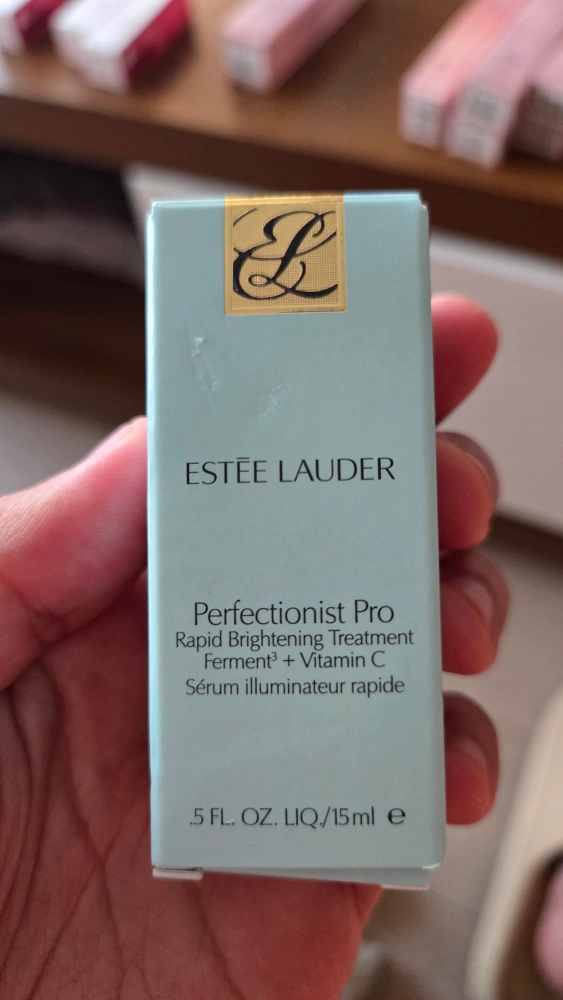 EL
ESTĒE LAUDER
Perfectionist Pro
Rapid Brightening Treatment
Ferment³ + Vitamin C
Sérum illuminateur rapide
.5 FL. OZ. LIQ./15ml ℮